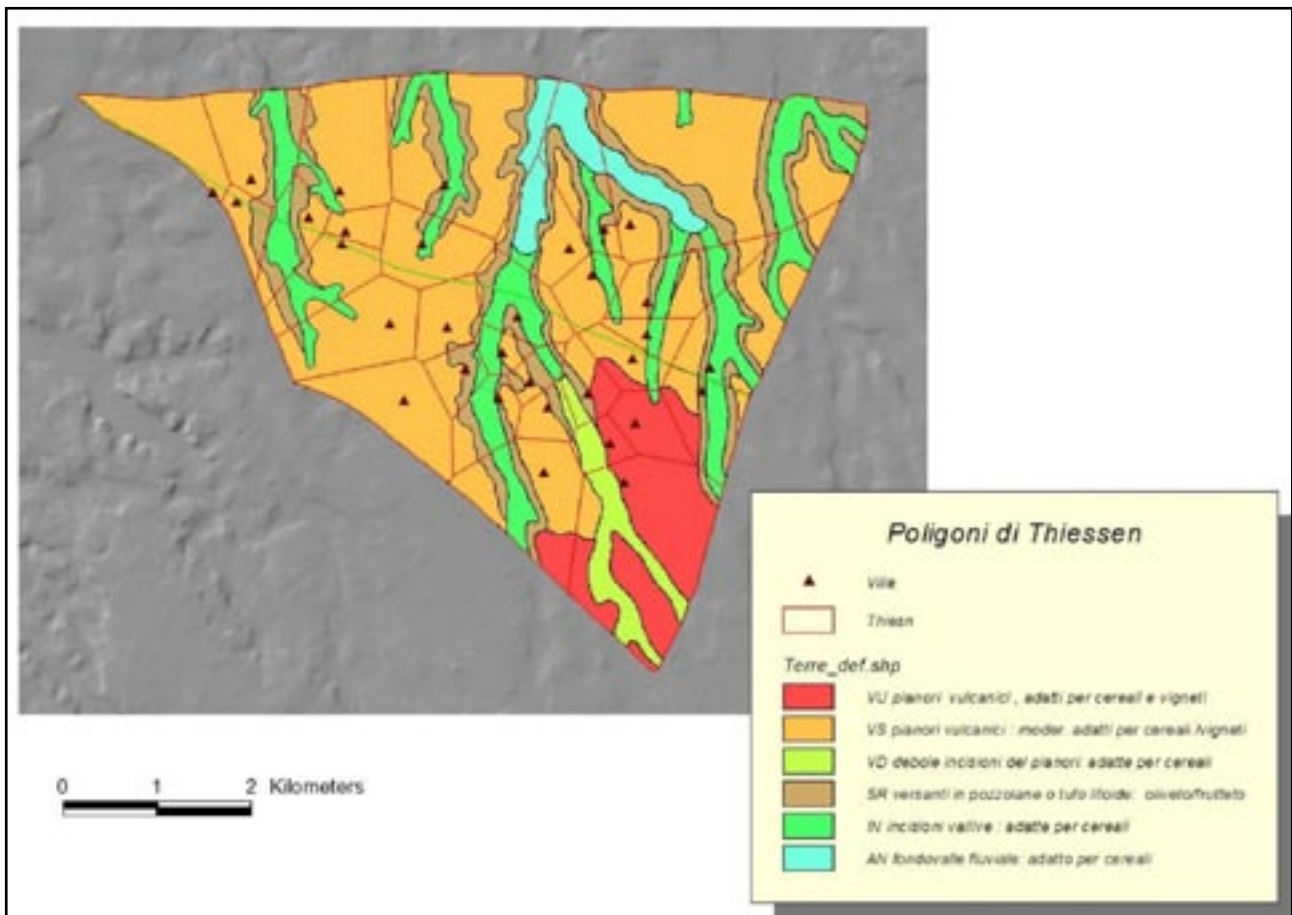 Poligoni di Thiessen
Ville
Thiesn
Terre_def.shp
VU planori vulcanici , adatti per cereali e vigneti
VS pianori vulcanici : moder. adatti per cereali /vigneti
VD debole incisioni dei pianori: adatte per cereali
SR versanti in pozzolane o tufo litoide: oliveto/frutteto
IN incisioni vallive : adatte per cereali
AN fondovalle fluviale: adatto per cereali
0 1 2 Kilometers